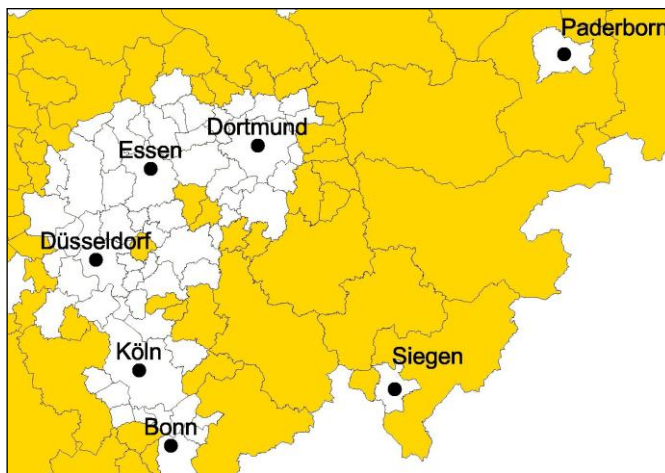 Paderborn
Dortmund
Essen
Düsseldorf
Köln
Siegen
Bonn